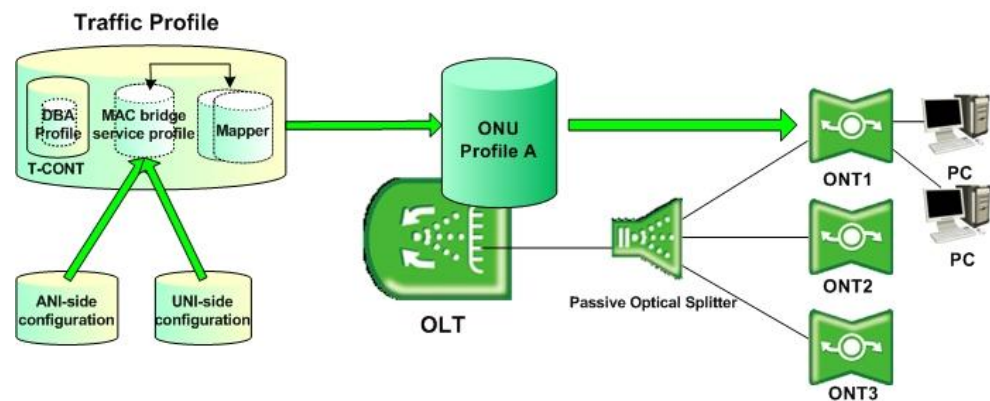 Traffic Profile
DBA
Profile
T-CONT
MAC bridge
service profile
Mapper
ONU
Profile A
ANI-side
configuration
UNI-side
configuration
OLT
Passive Optical Splitter
ONT1
PC
PC
ONT2
ONT3